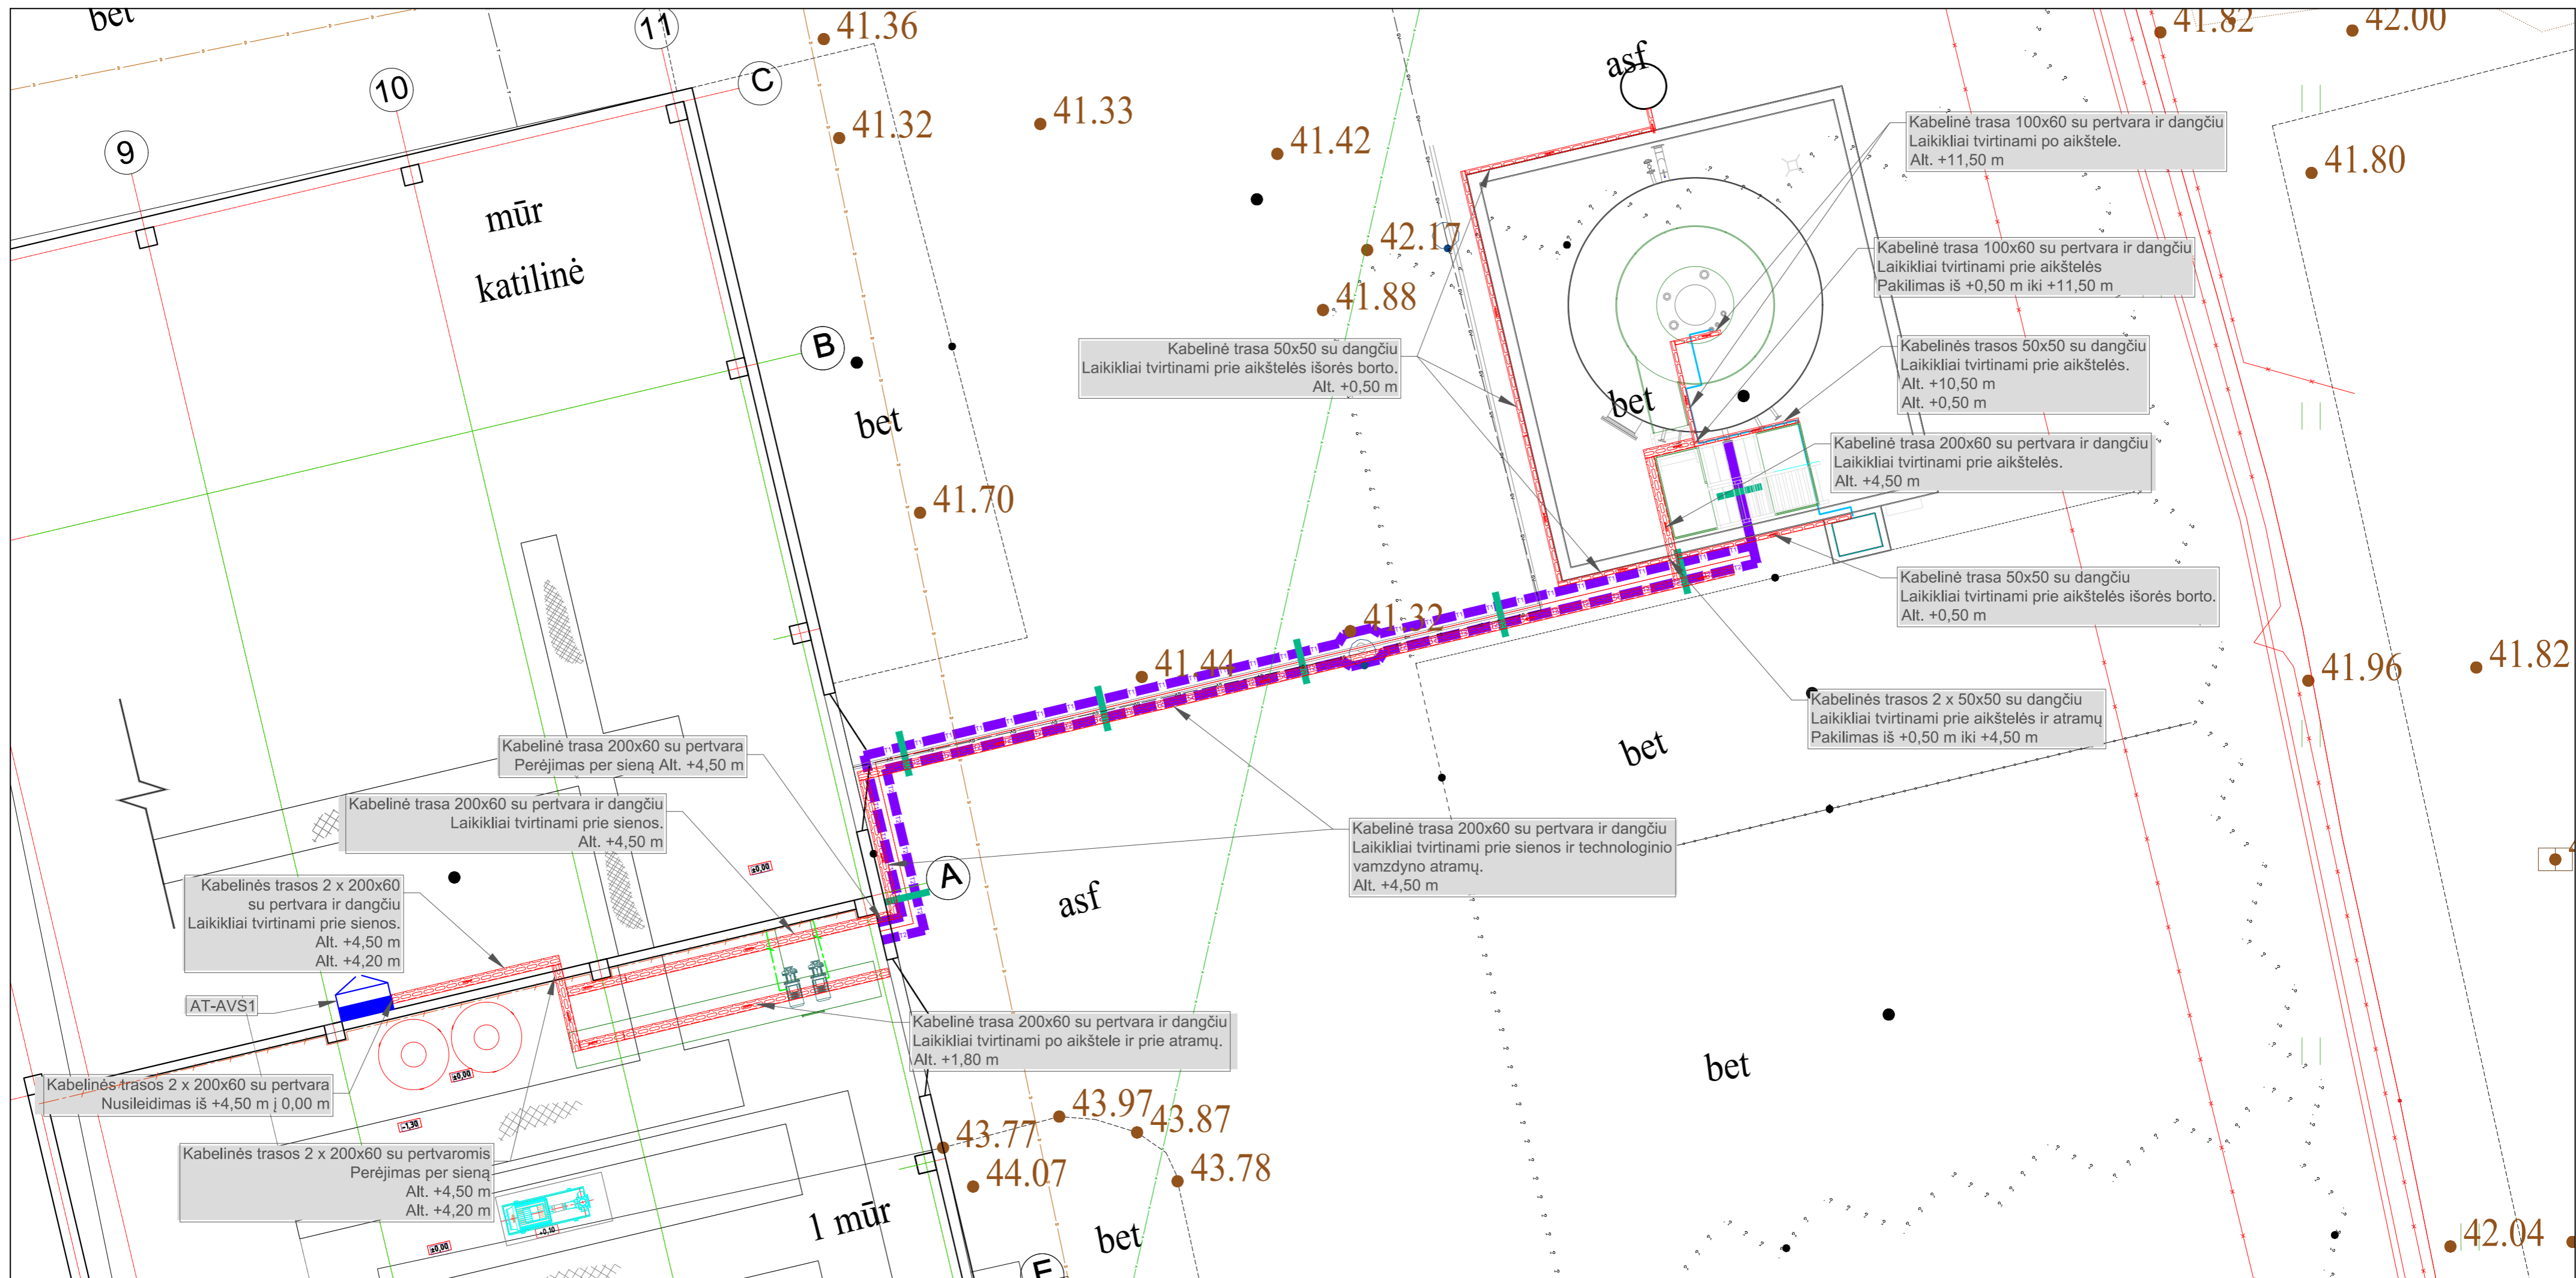 bet
11
41.36
asf
41.82
42.00
10
C
9
41.32
41.33
41.42
Kabelinė trasa 100x60 su pertvara ir dangčiu
Laikikliai tvirtinami po aikštele.
Alt. +11,50 m
41.80
mūr
katilinė
42.17
41.88
Kabelinė trasa 100x60 su pertvara ir dangčiu
Laikikliai tvirtinami prie aikštelės
Pakilimas iš +0,50 m iki +11,50 m
B
Kabelinė trasa 50x50 su dangčiu
Laikikliai tvirtinami prie aikštelės išorės borto.
Alt. +0,50 m
Kabelinės trasos 50x50 su dangčiu
Laikikliai tvirtinami prie aikštelės.
Alt. +10,50 m
Alt. +0,50 m
bet
bet
Kabelinė trasa 200x60 su pertvara ir dangčiu
Laikikliai tvirtinami prie aikštelės.
Alt. +4,50 m
41.70
Kabelinė trasa 50x50 su dangčiu
Laikikliai tvirtinami prie aikštelės išorės borto.
Alt. +0,50 m
41.32
41.44
41.96
41.82
Kabelinės trasos 2 x 50x50 su dangčiu
Laikikliai tvirtinami prie aikštelės ir atramų
Pakilimas iš +0,50 m iki +4,50 m
bet
Kabelinė trasa 200x60 su pertvara
Perėjimas per sieną Alt. +4,50 m
Kabelinė trasa 200x60 su pertvara ir dangčiu
Laikikliai tvirtinami prie sienos.
Alt. +4,50 m
Kabelinė trasa 200x60 su pertvara ir dangčiu
Laikikliai tvirtinami prie sienos ir technologinio
vamzdyno atramų.
Alt. +4,50 m
±0,00
A
asf
Kabelinės trasos 2 x 200x60
su pertvara ir dangčiu
Laikikliai tvirtinami prie sienos.
Alt. +4,50 m
Alt. +4,20 m
AT-AVS1
Kabelinė trasa 200x60 su pertvara ir dangčiu
Laikikliai tvirtinami po aikštele ir prie atramų.
Alt. +1,80 m
bet
±0,00
Kabelinės trasos 2 x 200x60 su pertvara
Nusileidimas iš +4,50 m į 0,00 m
-1,30
43.97
43.87
43.77
43.78
44.07
Kabelinės trasos 2 x 200x60 su pertvaromis
Perėjimas per sieną
Alt. +4,50 m
Alt. +4,20 m
1 mūr
bet
+0,10
±0,00
42.04